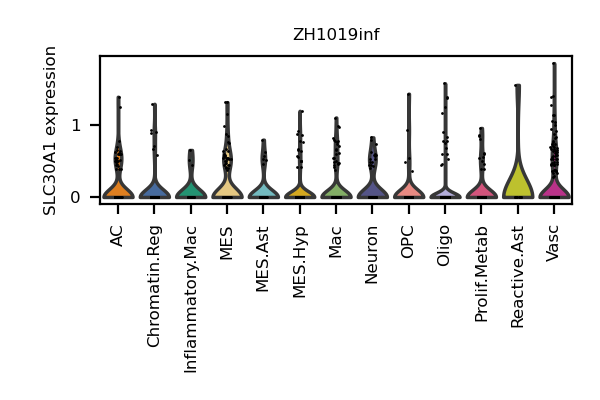 ZH1019inf
SLC30A1 expression
1
0
AC
Chromatin.Reg
Inflammatory.Mac
MES
MES.Ast
MES.Hyp
Mac
Neuron
OPC
Oligo
Prolif.Metab
Reactive.Ast
Vasc